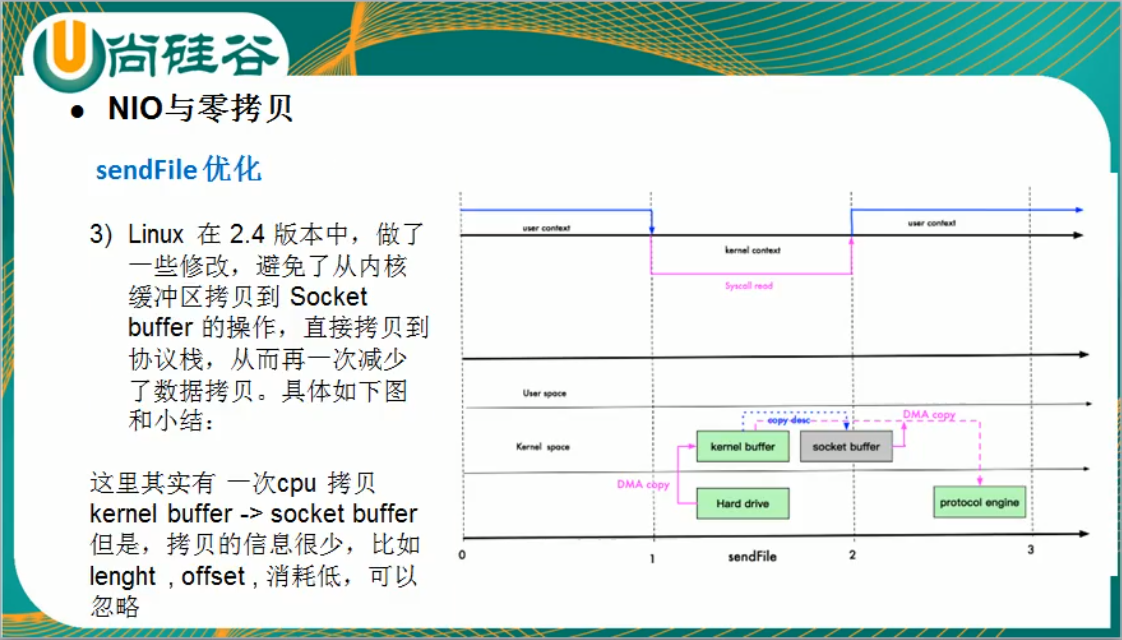 尚硅谷
● NIO与零拷贝
sendFile 优化
3) Linux 在 2.4 版本中，做了
一些修改，避免了从内核
缓冲区拷贝到 Socket
buffer 的操作，直接拷贝到
协议栈，从而再一次减少
了数据拷贝。具体如下图
和小结：
这里其实有 一次cpu 拷贝
kernel buffer -> socket buffer
但是，拷贝的信息很少，比如
lenght , offset , 消耗低，可以
忽略
user context
user context
kernel context
Syscall read
User space
copy desc
DMA copy
Kernel space
kernel buffer
socket buffer
DMA copy
Hard drive
protocol engine
0
1
sendFile
2
3